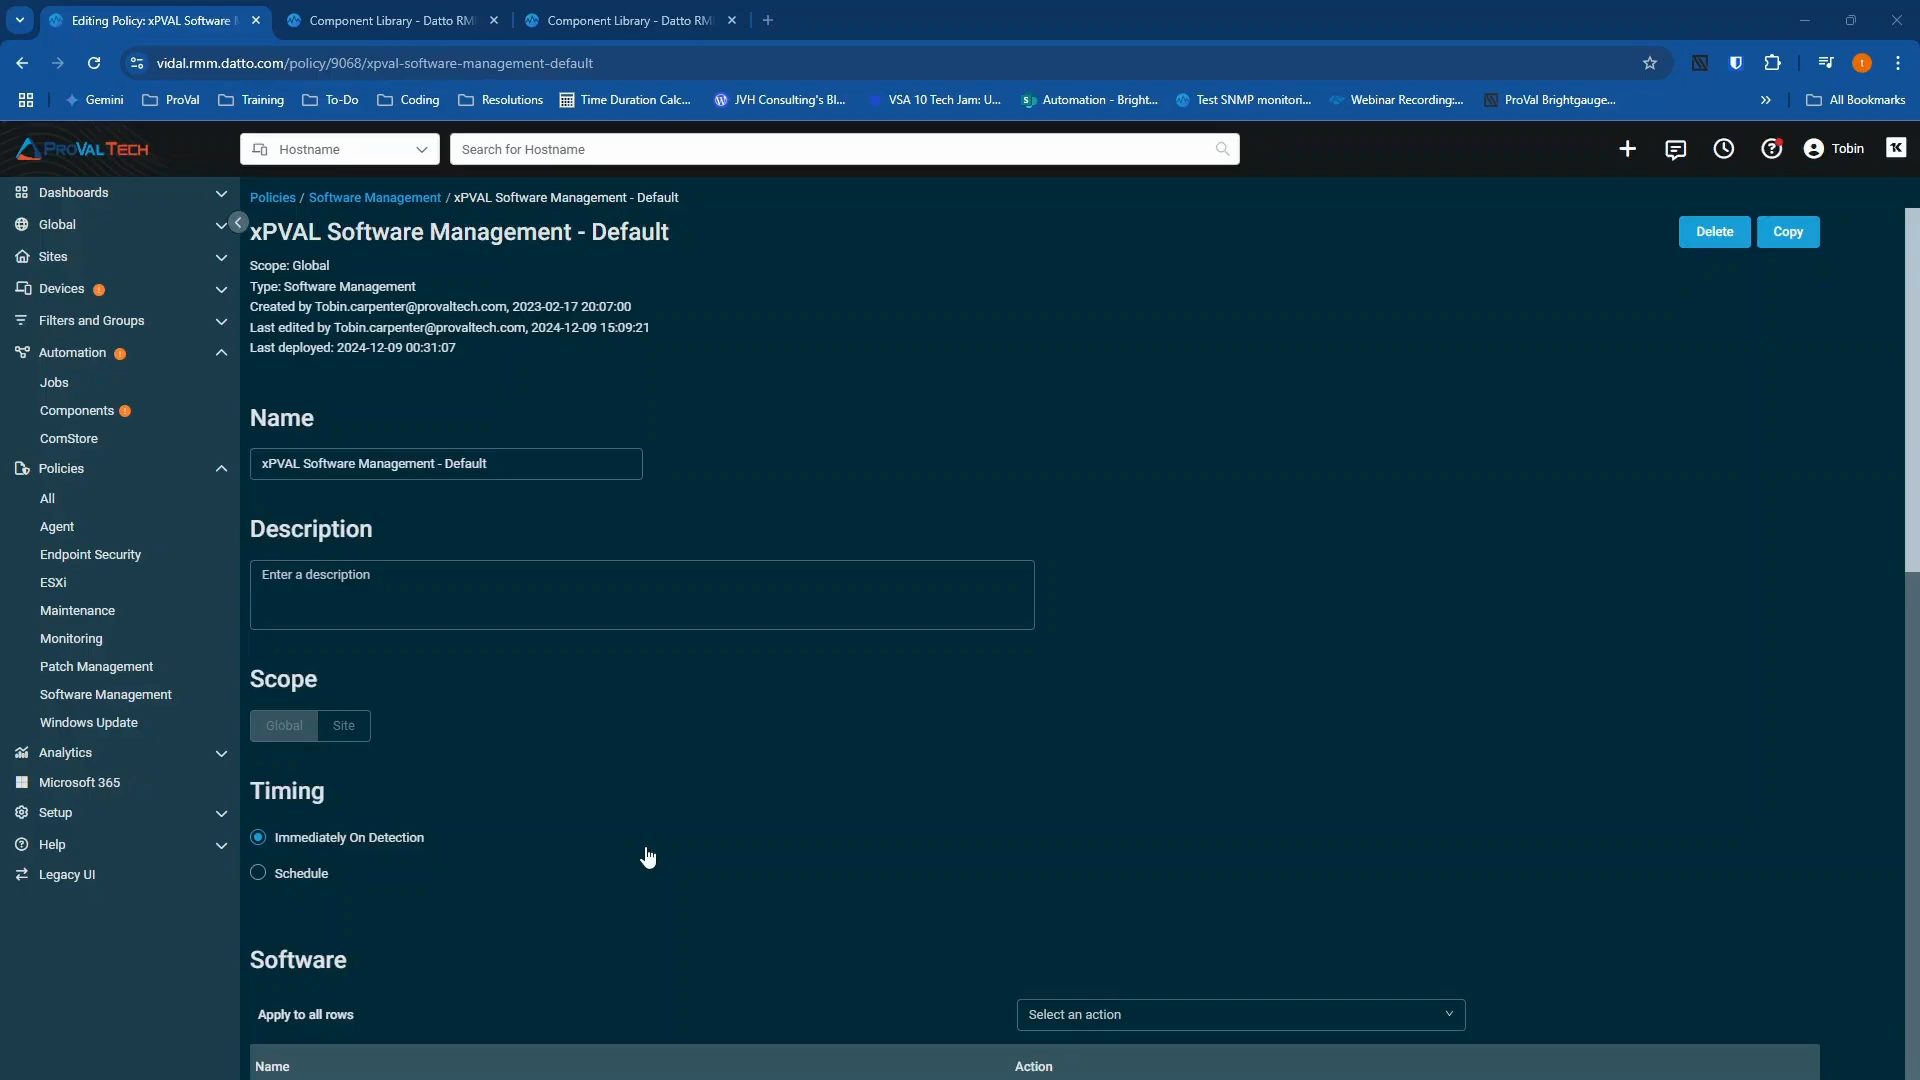 Editing Policy: xPVAL Software
Component Library - Datto RM
Component Library - Datto RM
vidal.rmm.datto.com/policy/9068/xpval-software-management-default
t
Gemini
ProVal
Training
To-Do
Coding
Resolutions
Time Duration Calc...
JVH Consulting's Bl...
VSA 10 Tech Jam: U...
Automation - Bright...
Test SNMP monitori...
Webinar Recording:...
ProVal Brightgauge...
All Bookmarks
PROVAL TECH
Hostname
Search for Hostname
Tobin
Dashboards
Global
Sites
Devices
Filters and Groups
Automation
Jobs
Components
ComStore
Policies
All
Agent
Endpoint Security
ESXi
Maintenance
Monitoring
Patch Management
Software Management
Windows Update
Analytics
Microsoft 365
Setup
Help
Legacy UI
Policies / Software Management / xPVAL Software Management - Default
xPVAL Software Management - Default
Delete
Copy
Scope: Global
Type: Software Management
Created by Tobin.carpenter@provaltech.com, 2023-02-17 20:07:00
Last edited by Tobin.carpenter@provaltech.com, 2024-12-09 15:09:21
Last deployed: 2024-12-09 00:31:07
Name
xPVAL Software Management - Default
Description
Enter a description
Scope
Global
Site
Timing
Immediately On Detection
Schedule
Software
Apply to all rows
Select an action
Name
Action